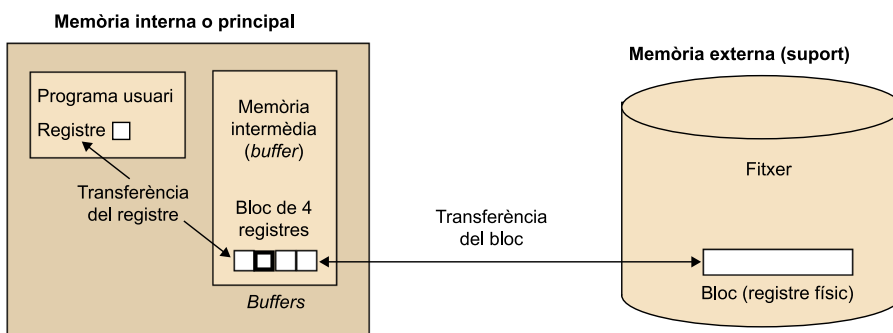 Memòria interna o principal
Programa usuari
Registre
Transferència
del registre
Memòria
intermèdia
(buffer)
Bloc de 4
registres
Buffers
Transferència
del bloc
Memòria externa (suport)
Fitxer
Bloc (registre físic)